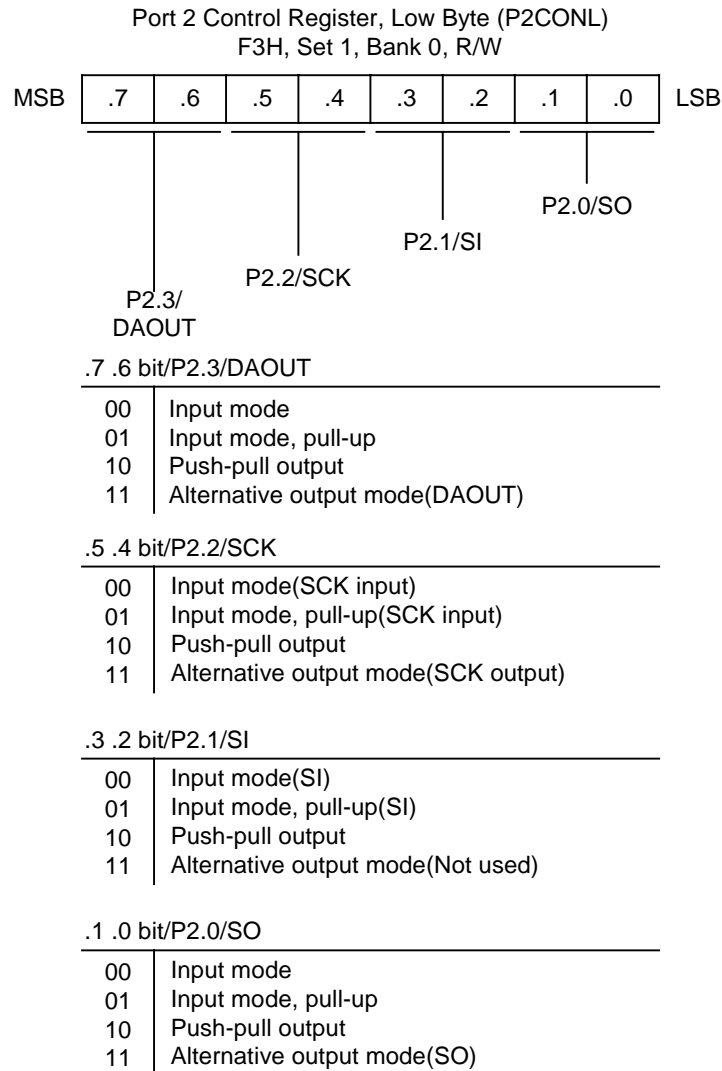 Port 2 Control Register, Low Byte (P2CONL)
F3H, Set 1, Bank 0, R/W
MSB .7 .6 .5 .4 .3 .2 .1 .0 LSB
P2.0/SO
P2.1/SI
P2.2/SCK
P2.3/
DAOUT
.7 .6 bit/P2.3/DAOUT
00 Input mode
01 Input mode, pull-up
10 Push-pull output
11 Alternative output mode(DAOUT)
.5 .4 bit/P2.2/SCK
00 Input mode(SCK input)
01 Input mode, pull-up(SCK input)
10 Push-pull output
11 Alternative output mode(SCK output)
.3 .2 bit/P2.1/SI
00 Input mode(SI)
01 Input mode, pull-up(SI)
10 Push-pull output
11 Alternative output mode(Not used)
.1 .0 bit/P2.0/SO
00 Input mode
01 Input mode, pull-up
10 Push-pull output
11 Alternative output mode(SO)